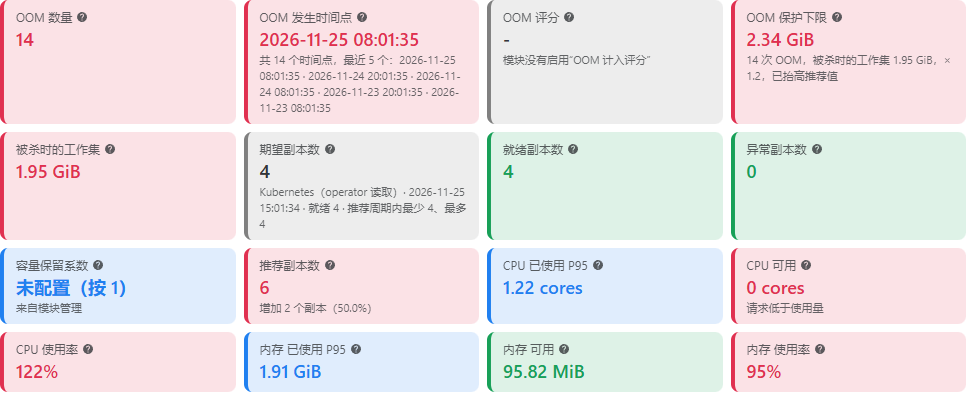 OOM 数量
14
OOM 发生时间点
2026-11-25 08:01:35
共 14 个时间点，最近 5 个：2026-11-25
08:01:35 · 2026-11-24 20:01:35 · 2026-11-
24 08:01:35 · 2026-11-23 20:01:35 · 2026-
11-23 08:01:35
OOM 评分
-
模块没有启用“OOM 计入评分”
OOM 保护下限
2.34 GiB
14 次 OOM，被杀时的工作集 1.95 GiB，×
1.2，已抬高推荐值
被杀时的工作集
1.95 GiB
期望副本数
4
Kubernetes（operator 读取）· 2026-11-25
15:01:34 · 就绪 4 · 推荐周期内最少 4、最多
4
就绪副本数
4
异常副本数
0
容量保留系数
未配置（按 1）
来自模块管理
推荐副本数
6
增加 2 个副本（50.0%）
CPU 已使用 P95
1.22 cores
CPU 可用
0 cores
请求低于使用量
CPU 使用率
122%
内存 已使用 P95
1.91 GiB
内存 可用
95.82 MiB
内存 使用率
95%